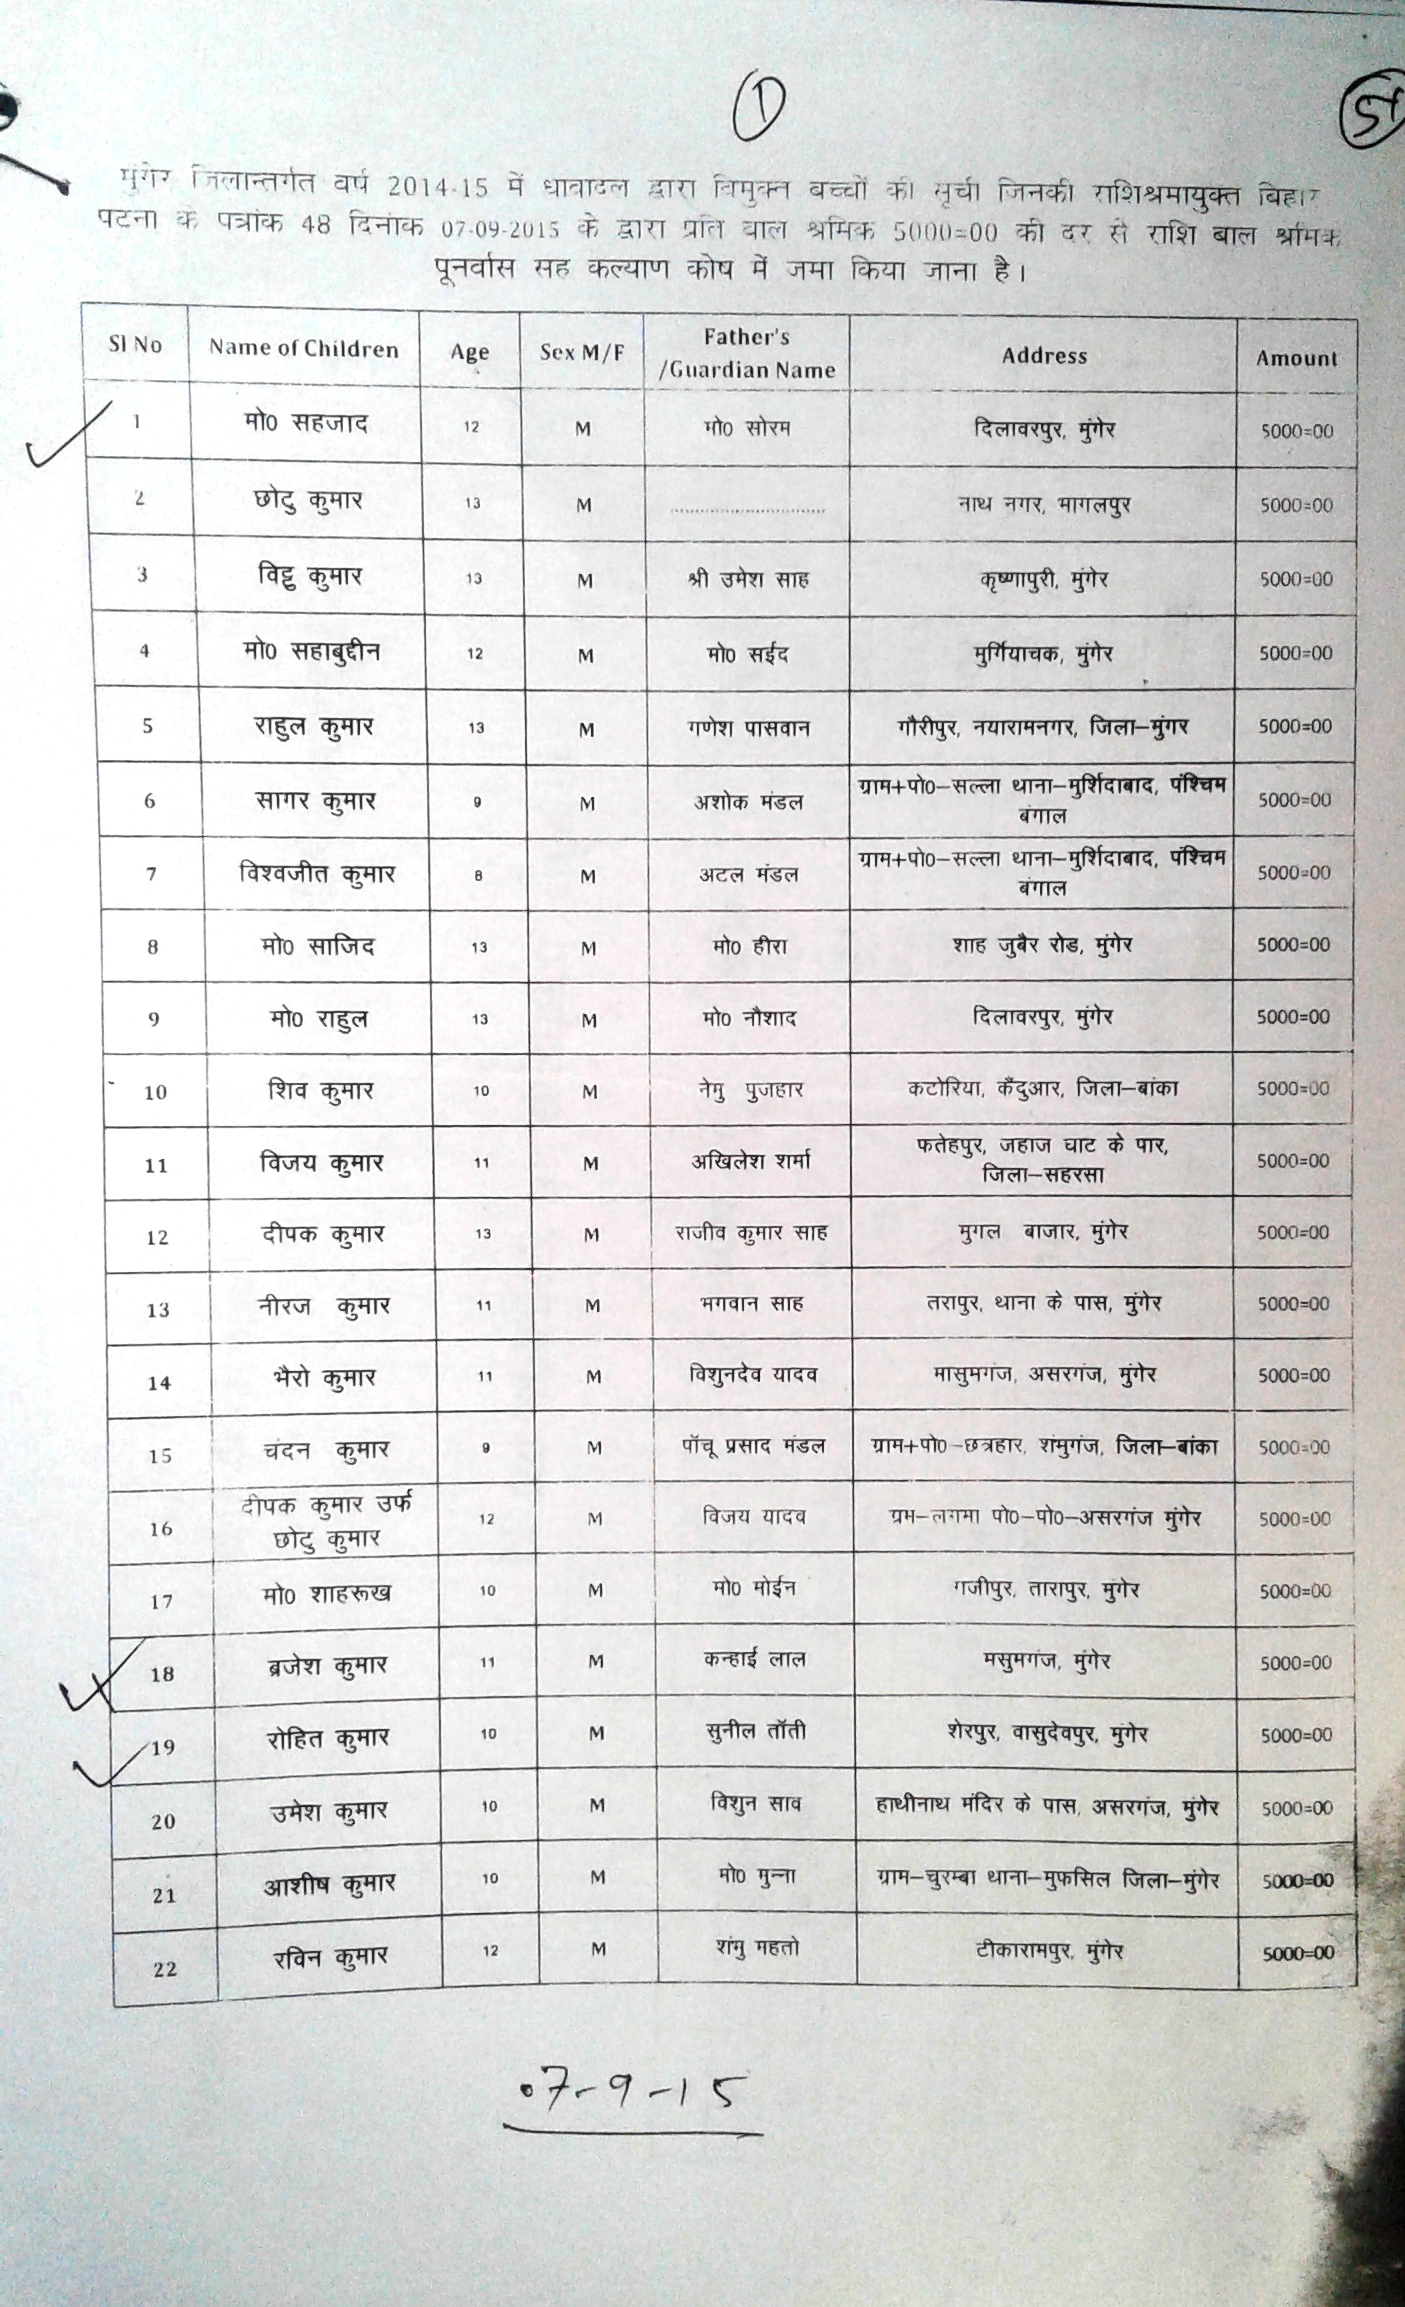 1
51
मुंगेर जिलान्तर्गत वर्ष 2014-15 में धावादल द्वारा विमुक्त बच्चों की सूची जिनकी राशिश्रमायुक्त बिहार
पटना के पत्रांक 48 दिनांक 07-09-2015 के द्वारा प्रति बाल श्रमिक 5000=00 की दर से राशि बाल श्रमिक
पूनर्वास सह कल्याण कोष में जमा किया जाना है।
Sl No Name of Children Age Sex M/F Father's /Guardian Name Address Amount
1 मो0 सहजाद 12 M मो0 सोरम दिलावरपुर, मुंगेर 5000=00
2 छोटु कुमार 13 M .............................. नाथ नगर, भागलपुर 5000=00
3 विट्टु कुमार 13 M श्री उमेश साह कृष्णापुरी, मुंगेर 5000=00
4 मो0 सहाबुद्दीन 12 M मो0 सईद मुर्गियाचक, मुंगेर 5000=00
5 राहुल कुमार 13 M गणेश पासवान गौरीपुर, नयारामनगर, जिला–मुंगर 5000=00
6 सागर कुमार 9 M अशोक मंडल ग्राम+पो0–सल्ला थाना–मुर्शिदाबाद, पंश्चिम
बंगाल 5000=00
7 विश्वजीत कुमार 8 M अटल मंडल ग्राम+पो0–सल्ला थाना–मुर्शिदाबाद, पंश्चिम
बंगाल 5000=00
8 मो0 साजिद 13 M मो0 हीरा शाह जुबैर रोड, मुंगेर 5000=00
9 मो0 राहुल 13 M मो0 नौशाद दिलावरपुर, मुंगेर 5000=00
10 शिव कुमार 10 M नेमु पुजहार कटोरिया, कँदुआर, जिला–बांका 5000=00
11 विजय कुमार 11 M अखिलेश शर्मा फतेहपुर, जहाज घाट के पार,
जिला–सहरसा 5000=00
12 दीपक कुमार 13 M राजीव कुमार साह मुगल बाजार, मुंगेर 5000=00
13 नीरज कुमार 11 M भगवान साह तरापुर, थाना के पास, मुंगेर 5000=00
14 भैरो कुमार 11 M विशुनदेव यादव मासुमगंज, असरगंज, मुंगेर 5000=00
15 चंदन कुमार 9 M पॉचू प्रसाद मंडल ग्राम+पो0–छत्रहार, शंभुगंज, जिला–बांका 5000=00
16 दीपक कुमार उर्फ
छोटु कुमार 12 M विजय यादव ग्रम–लगमा पो0–पो0–असरगंज मुंगेर 5000=00
17 मो0 शाहरूख 10 M मो0 मोईन गजीपुर, तारापुर, मुंगेर 5000=00
18 ब्रजेश कुमार 11 M कन्हाई लाल मसुमगंज, मुंगेर 5000=00
19 रोहित कुमार 10 M सुनील तॉती शेरपुर, वासुदेवपुर, मुंगेर 5000=00
20 उमेश कुमार 10 M विशुन साव हाथीनाथ मंदिर के पास, असरगंज, मुंगेर 5000=00
21 आशीष कुमार 10 M मो0 मुन्ना ग्राम–चुरम्बा थाना–मुफसिल जिला–मुंगेर 5000=00
22 रविन कुमार 12 M शंभु महतो टीकारामपुर, मुंगेर 5000=00
07-9-15